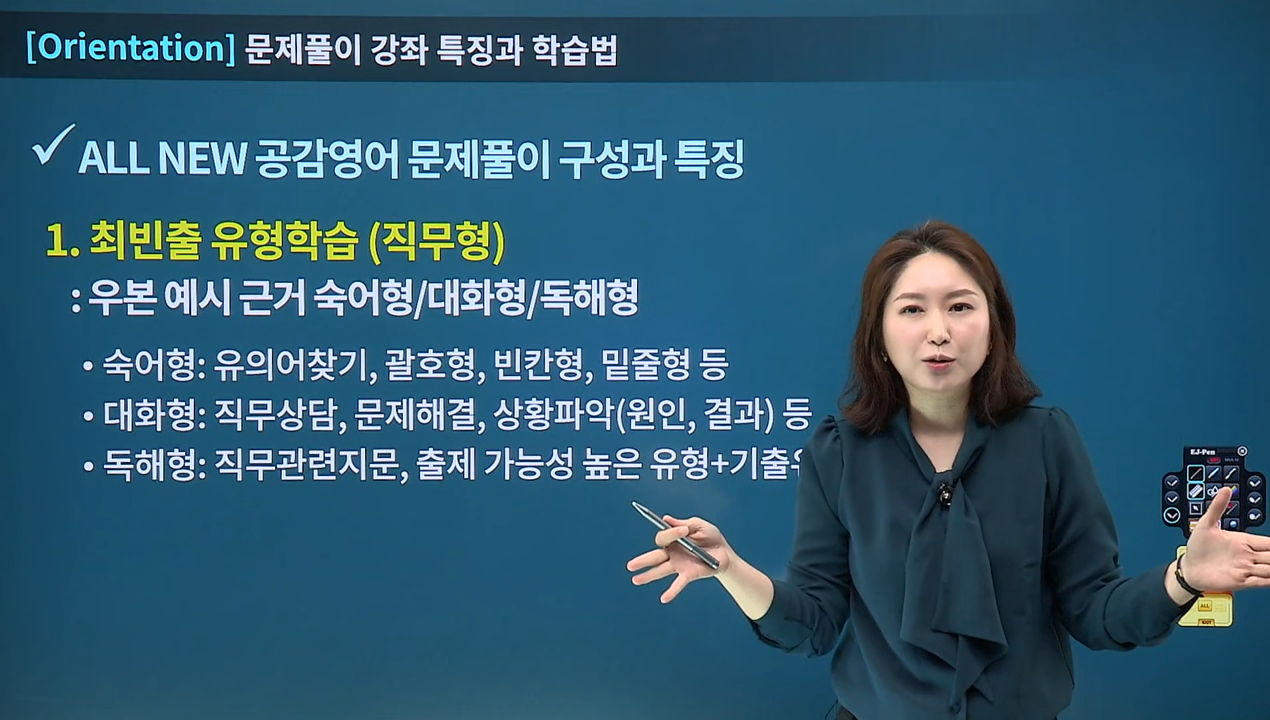 [Orientation] 문제풀이 강좌 특징과 학습법
✓ ALL NEW 공감영어 문제풀이 구성과 특징
1. 최빈출 유형학습 (직무형)
: 우본 예시 근거 숙어형/대화형/독해형
• 숙어형: 유의어찾기, 괄호형, 빈칸형, 밑줄형 등
• 대화형: 직무상담, 문제해결, 상황파악(원인, 결과) 등
• 독해형: 직무관련지문, 출제 가능성 높은 유형+기출
EJ-Pen
ALL
EXIT